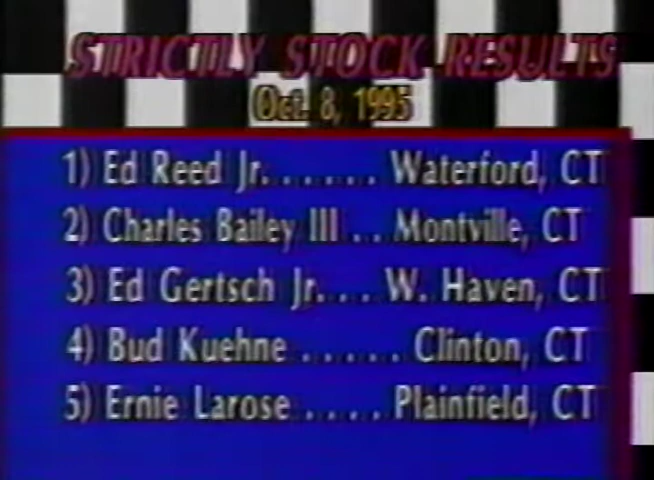 STRICTLY STOCK RESULTS
Oct. 8, 1995
1) Ed Reed Jr. . . . . . . Waterford, CT
2) Charles Bailey III . . Montville, CT
3) Ed Gertsch Jr. . . . W. Haven, CT
4) Bud Kuehne . . . . . . Clinton, CT
5) Ernie Larose . . . . . Plainfield, CT